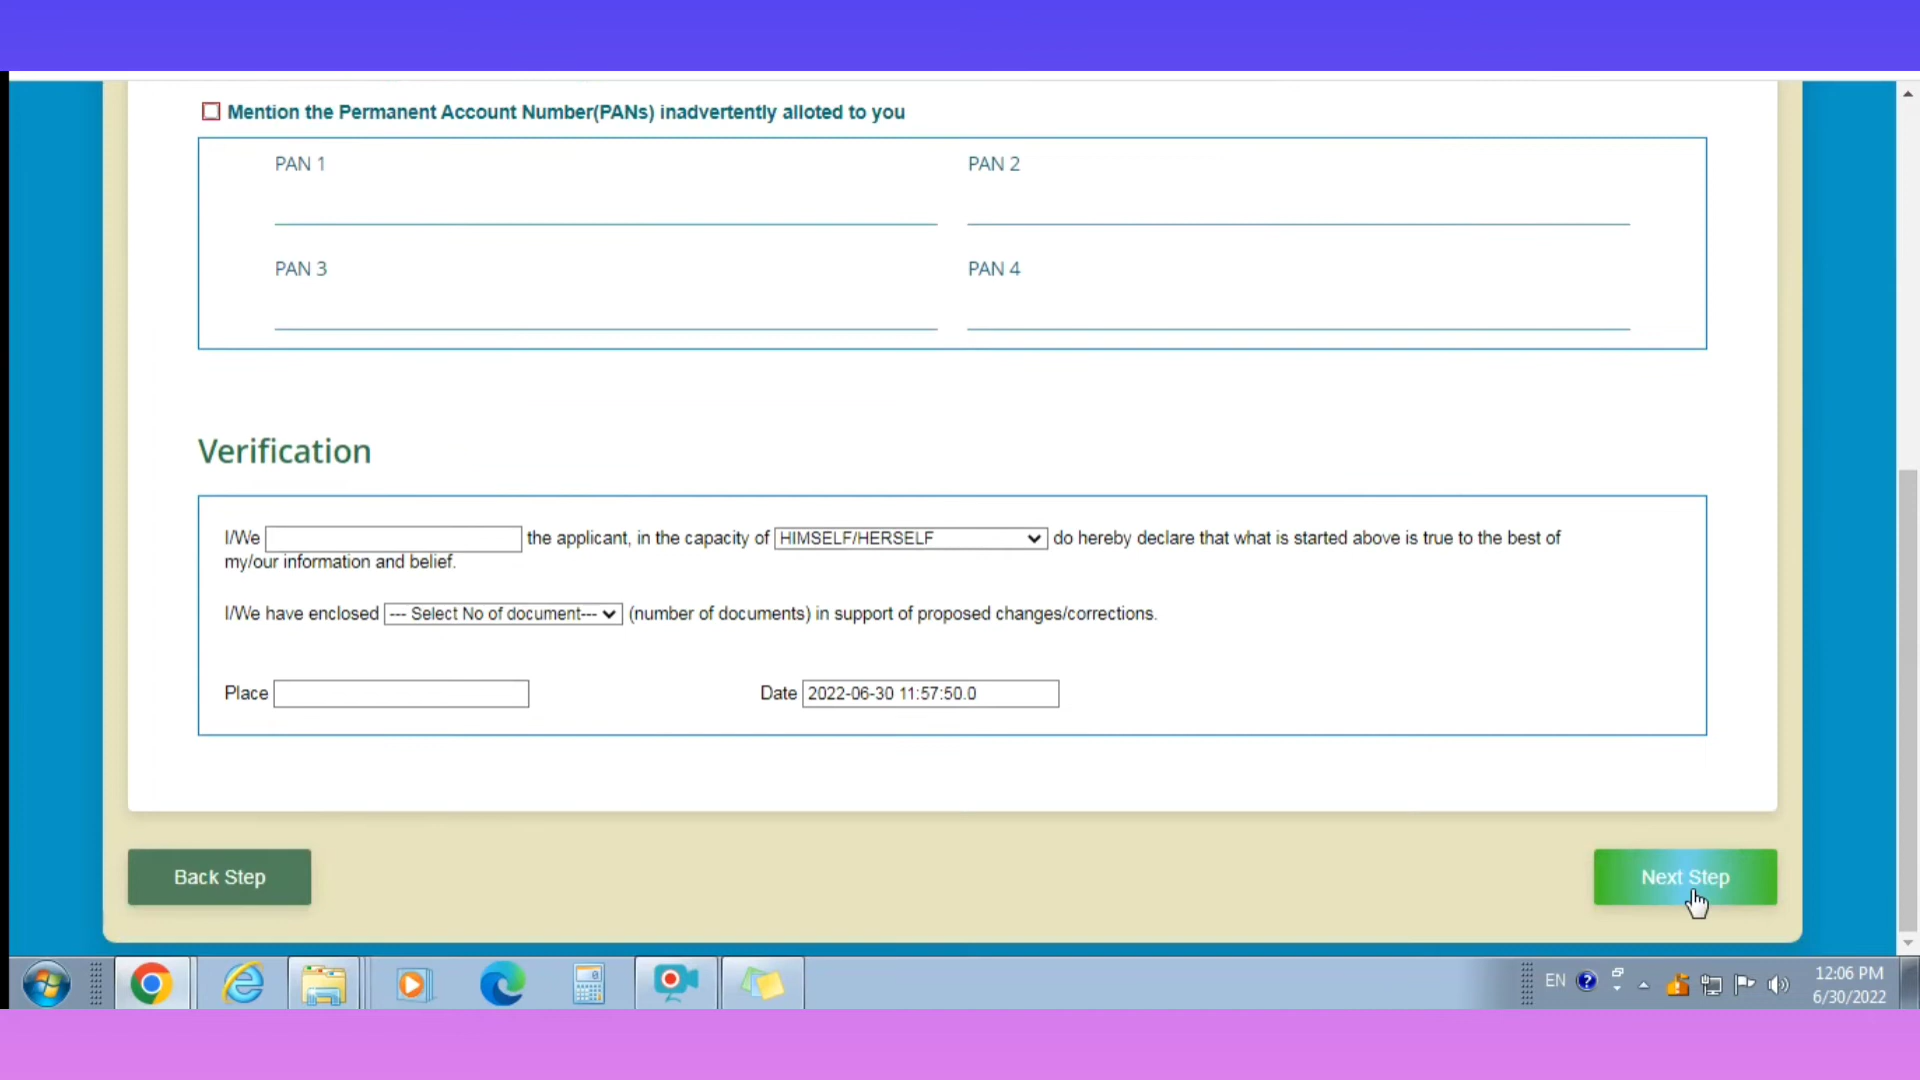 Mention the Permanent Account Number(PANs) inadvertently alloted to you
PAN 1
PAN 2
PAN 3
PAN 4
Verification
I/We the applicant, in the capacity of HIMSELF/HERSELF do hereby declare that what is started above is true to the best of
my/our information and belief.
I/We have enclosed --- Select No of document--- (number of documents) in support of proposed changes/corrections.
Place
Date 2022-06-30 11:57:50.0
Back Step
Next Step
EN
12:06 PM
6/30/2022